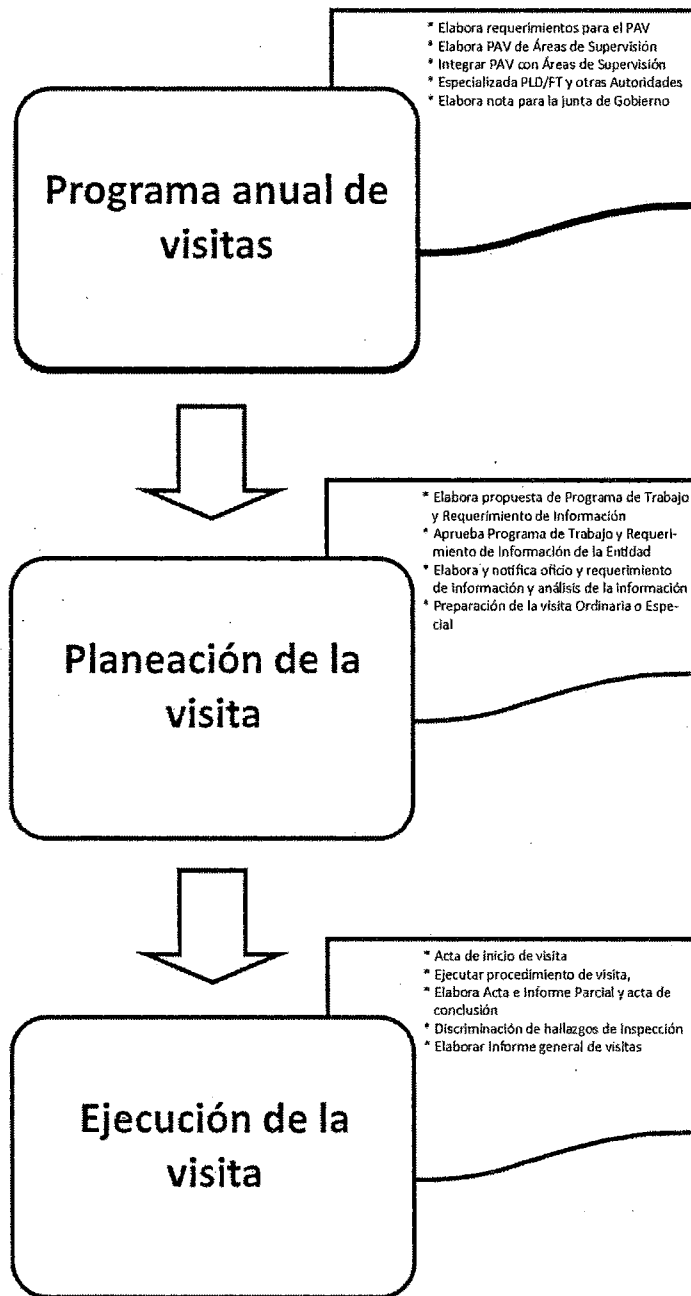 * Elabora requerimientos para el PAV
* Elabora PAV de Áreas de Supervisión
* Integrar PAV con Áreas de Supervisión
* Especializada PLD/FT y otras Autoridades
* Elabora nota para la junta de Gobierno
Programa anual de
visitas
* Elabora propuesta de Programa de Trabajo
y Requerimiento de Información
* Aprueba Programa de Trabajo y Requeri-
miento de Información de la Entidad
* Elabora y notifica oficio y requerimiento
de información y análisis de la información
* Preparación de la visita Ordinaria o Espe-
cial
Planeación de la
visita
* Acta de inicio de visita
* Ejecutar procedimiento de visita,
* Elabora Acta e Informe Parcial y acta de
conclusión
* Discriminación de hallazgos de inspección
* Elaborar informe general de visitas
Ejecución de la
visita